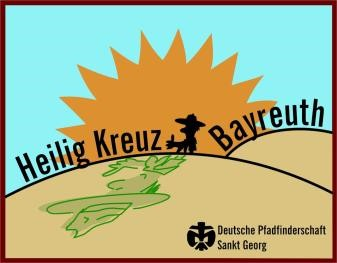 Heilig Kreuz Bayreuth
Deutsche Pfadfinderschaft
Sankt Georg